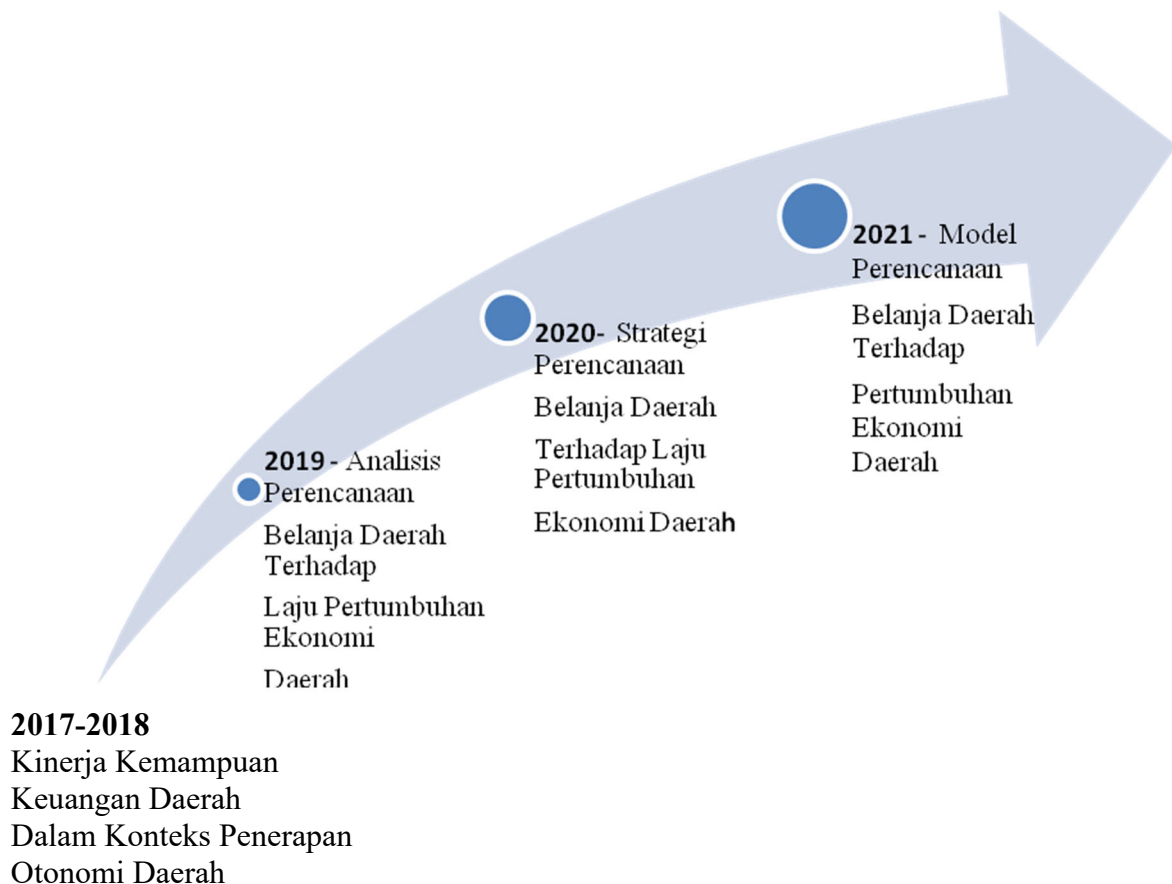 2021 - Model
Perencanaan
Belanja Daerah
Terhadap
Pertumbuhan
Ekonomi
Daerah
2020- Strategi
Perencanaan
Belanja Daerah
Terhadap Laju
Pertumbuhan
Ekonomi Daerah
2019 - Analisis
Perencanaan
Belanja Daerah
Terhadap
Laju Pertumbuhan
Ekonomi
Daerah
2017-2018
Kinerja Kemampuan
Keuangan Daerah
Dalam Konteks Penerapan
Otonomi Daerah